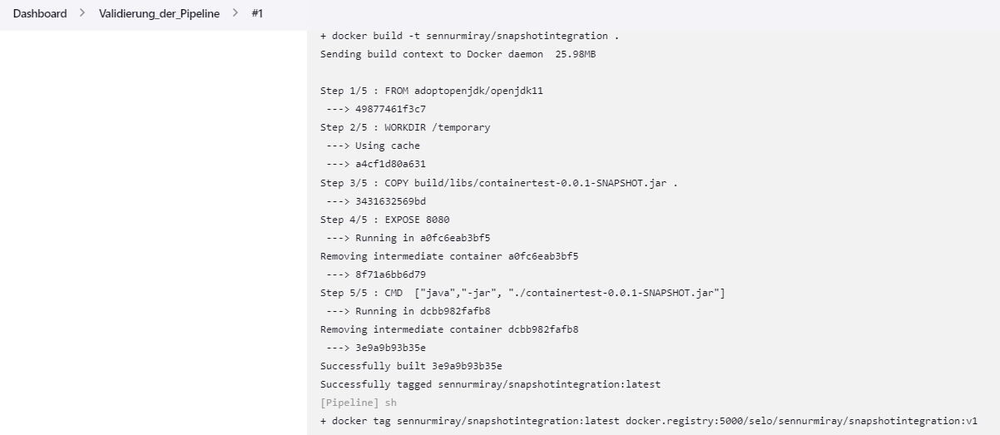 Dashboard > Validierung_der_Pipeline > #1
+ docker build -t sennurmiray/snapshotintegration .
Sending build context to Docker daemon  25.98MB
Step 1/5 : FROM adoptopenjdk/openjdk11
---> 49877461f3c7
Step 2/5 : WORKDIR /temporary
---> Using cache
---> a4cf1d80a631
Step 3/5 : COPY build/libs/containertest-0.0.1-SNAPSHOT.jar .
---> 3431632569bd
Step 4/5 : EXPOSE 8080
---> Running in a0fc6eab3bf5
Removing intermediate container a0fc6eab3bf5
---> 8f71a6bb6d79
Step 5/5 : CMD  ["java","-jar", "./containertest-0.0.1-SNAPSHOT.jar"]
---> Running in dcbb982fafb8
Removing intermediate container dcbb982fafb8
---> 3e9a9b93b35e
Successfully built 3e9a9b93b35e
Successfully tagged sennurmiray/snapshotintegration:latest
[Pipeline] sh
+ docker tag sennurmiray/snapshotintegration:latest docker.registry:5000/selo/sennurmiray/snapshotintegration:v1